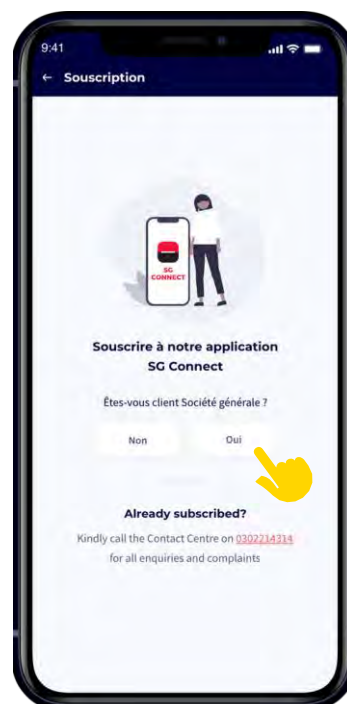 9:41
← Souscription
SG
CONNECT
Souscrire à notre application
SG Connect
Êtes-vous client Société générale ?
Non Oui
Already subscribed?
Kindly call the Contact Centre on 0302214314
for all enquiries and complaints